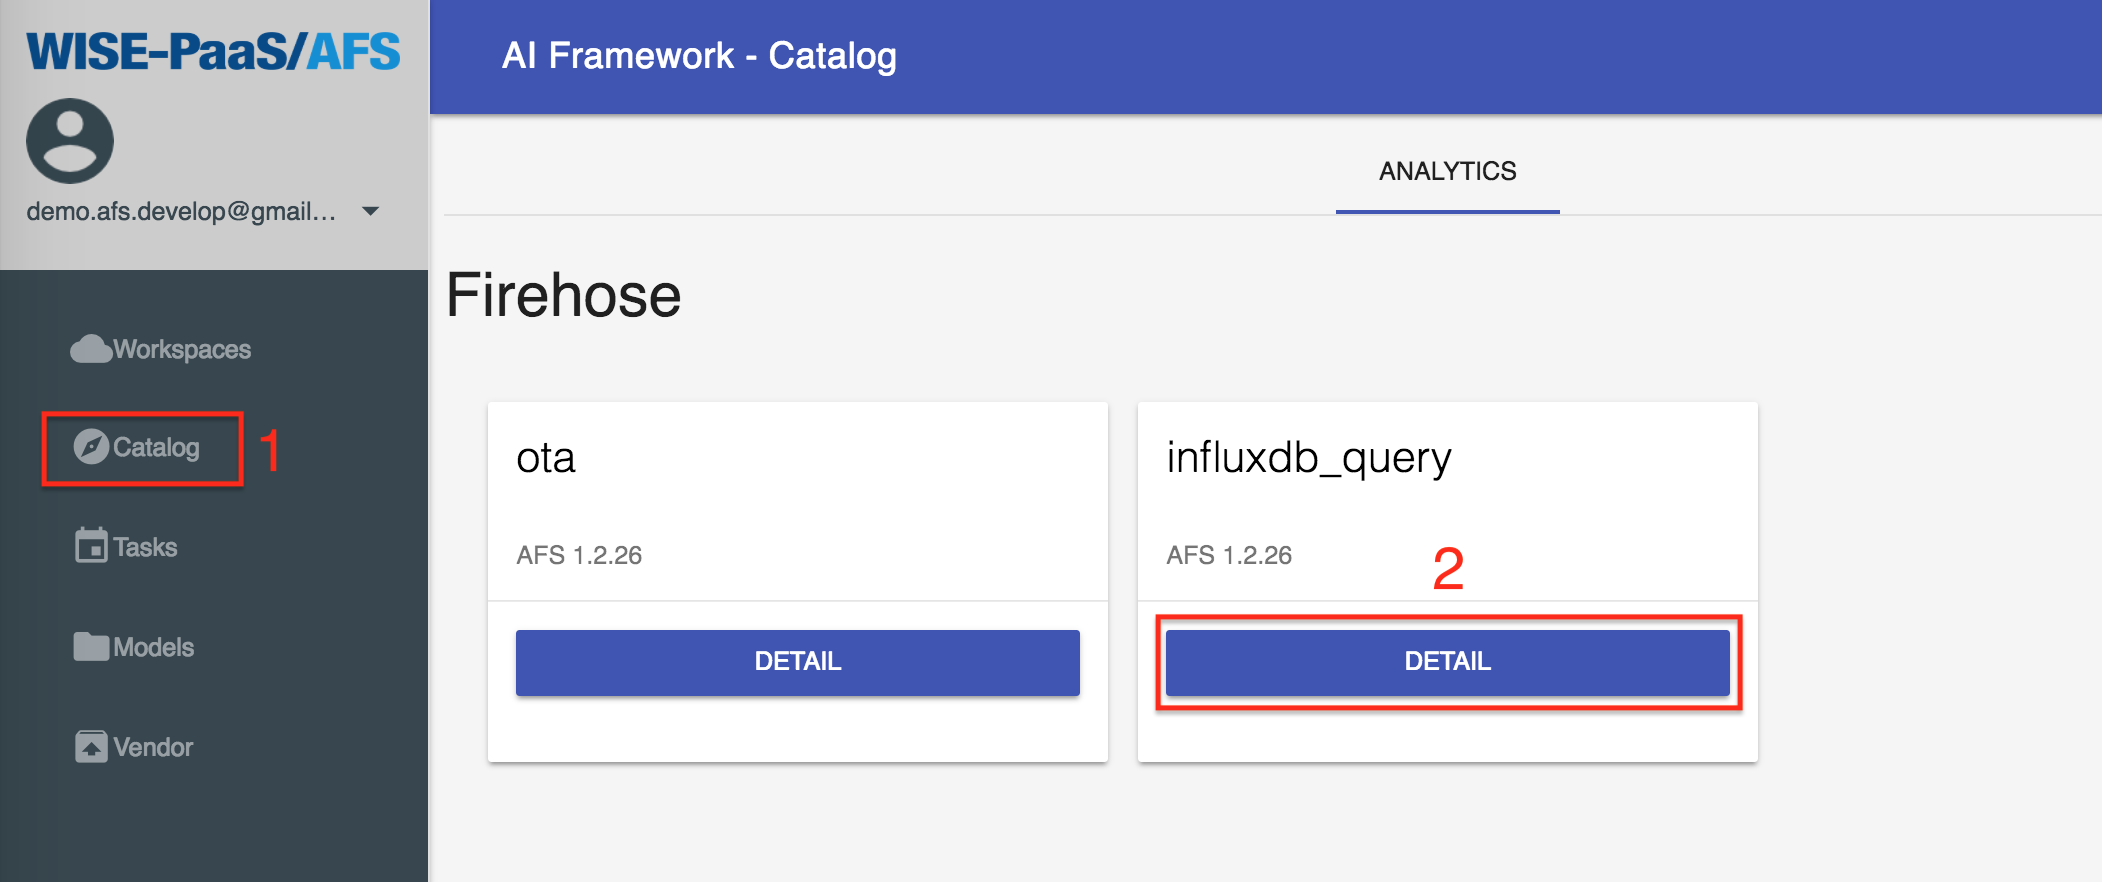 WISE-PaaS/AFS
demo.afs.develop@gmail...
Workspaces
Catalog
1
Tasks
Models
Vendor
AI Framework - Catalog
ANALYTICS
Firehose
ota
AFS 1.2.26
DETAIL
influxdb_query
AFS 1.2.26
2
DETAIL